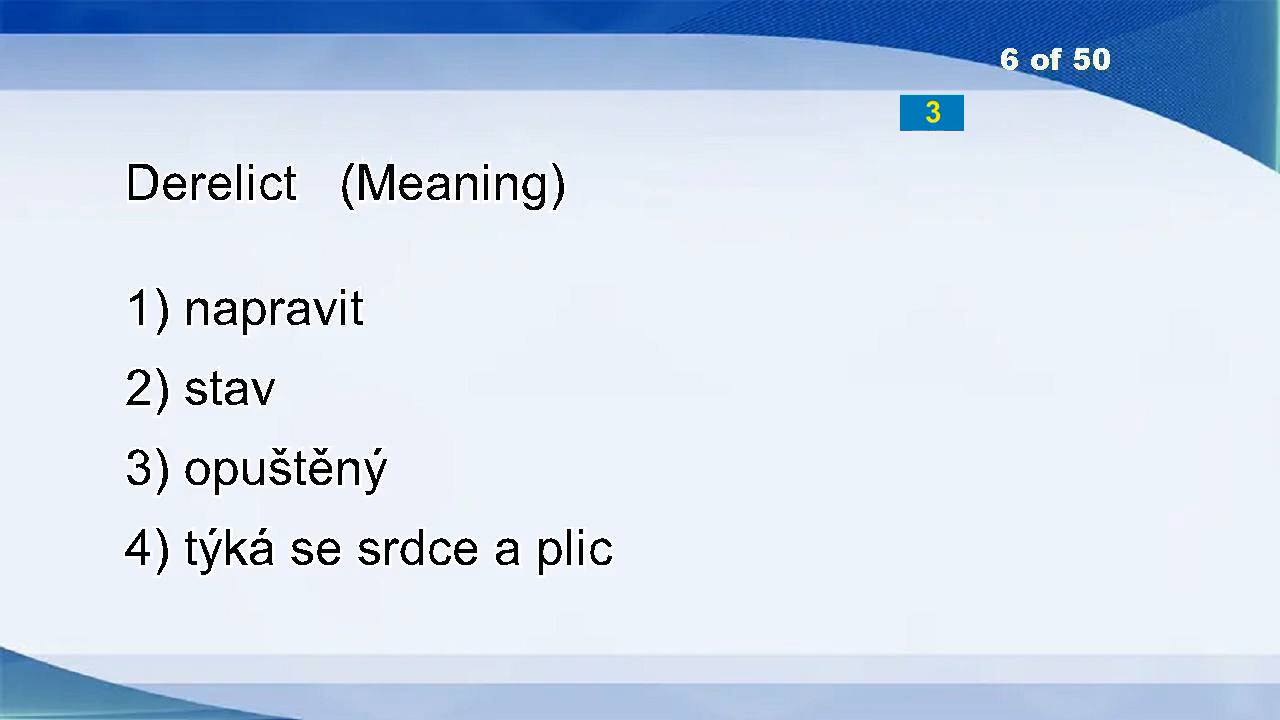 6 of 50
3
Derelict (Meaning)
1) napravit
2) stav
3) opuštěný
4) týká se srdce a plic